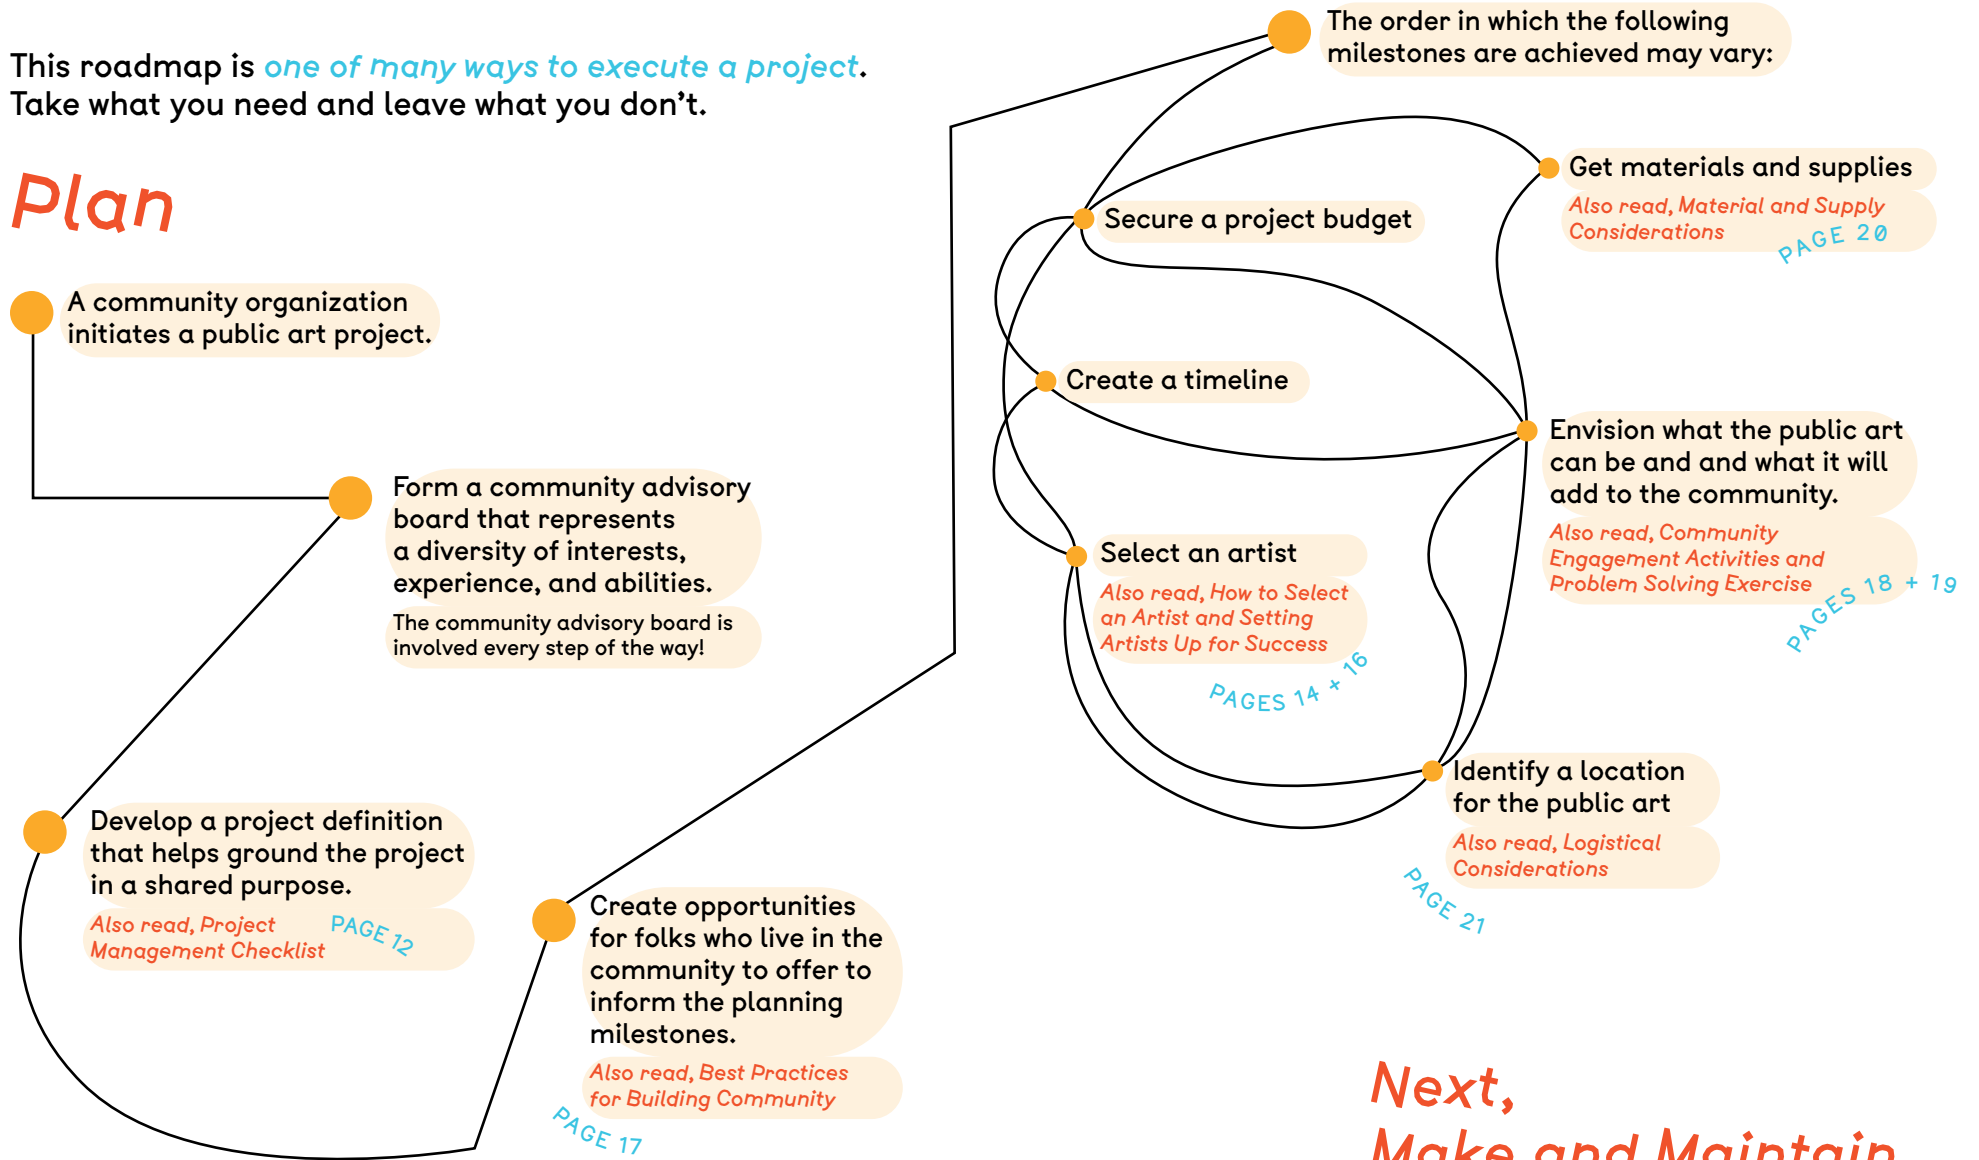 This roadmap is one of many ways to execute a project.
Take what you need and leave what you don't.
Plan
A community organization
initiates a public art project.
Form a community advisory
board that represents
a diversity of interests,
experience, and abilities.
The community advisory board is
involved every step of the way!
Develop a project definition
that helps ground the project
in a shared purpose.
Also read, Project
Management Checklist
PAGE 12
Create opportunities
for folks who live in the
community to offer to
inform the planning
milestones.
Also read, Best Practices
for Building Community
PAGE 17
The order in which the following
milestones are achieved may vary:
Get materials and supplies
Also read, Material and Supply
Considerations
PAGE 20
Secure a project budget
Create a timeline
Envision what the public art
can be and and what it will
add to the community.
Also read, Community
Engagement Activities and
Problem Solving Exercise
PAGES 18 + 19
Select an artist
Also read, How to Select
an Artist and Setting
Artists Up for Success
PAGES 14 + 16
Identify a location
for the public art
Also read, Logistical
Considerations
PAGE 21
Next,
Make and Maintain